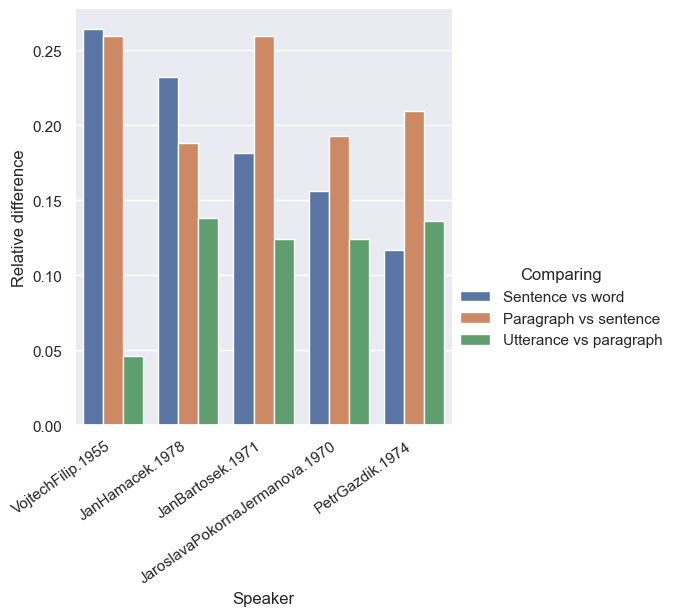 0.25
0.20
0.15
0.10
0.05
0.00
Relative difference
VojtechFilip.1955
JanHamacek.1978
JanBartosek.1971
JaroslavaPokornaJermanova.1970
PetrGazdik.1974
Speaker
Comparing
Sentence vs word
Paragraph vs sentence
Utterance vs paragraph